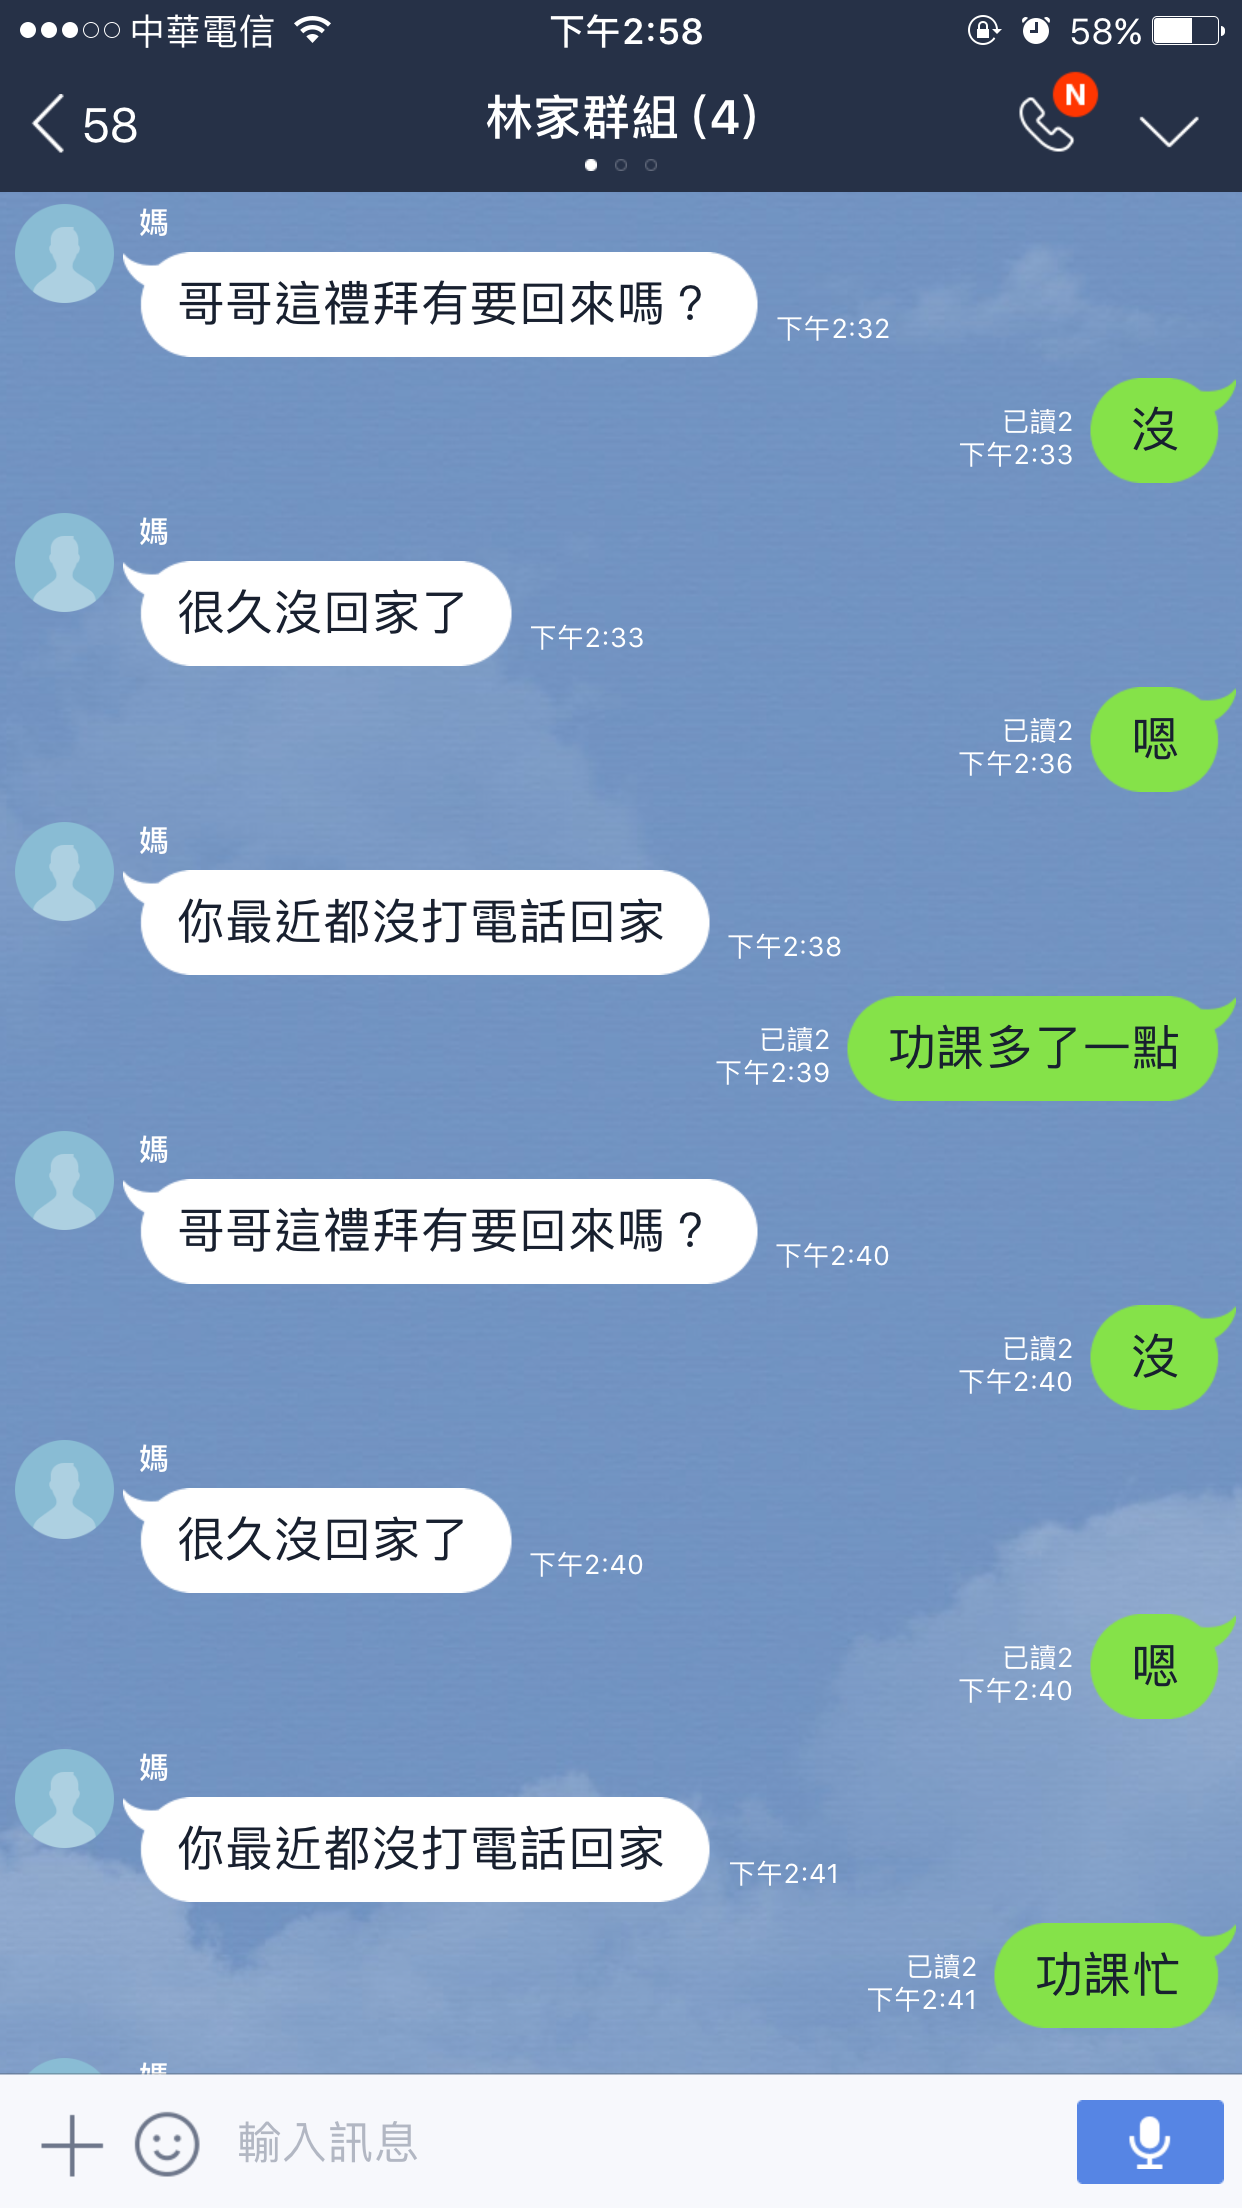 中華電信 下午2:58 58%
58 林家群組 (4) N
媽
哥哥這禮拜有要回來嗎？
下午2:32
已讀2
下午2:33
沒
媽
很久沒回家了
下午2:33
已讀2
下午2:36
嗯
媽
你最近都沒打電話回家
下午2:38
已讀2
下午2:39
功課多了一點
媽
哥哥這禮拜有要回來嗎？
下午2:40
已讀2
下午2:40
沒
媽
很久沒回家了
下午2:40
已讀2
下午2:40
嗯
媽
你最近都沒打電話回家
下午2:41
已讀2
下午2:41
功課忙
媽
輸入訊息